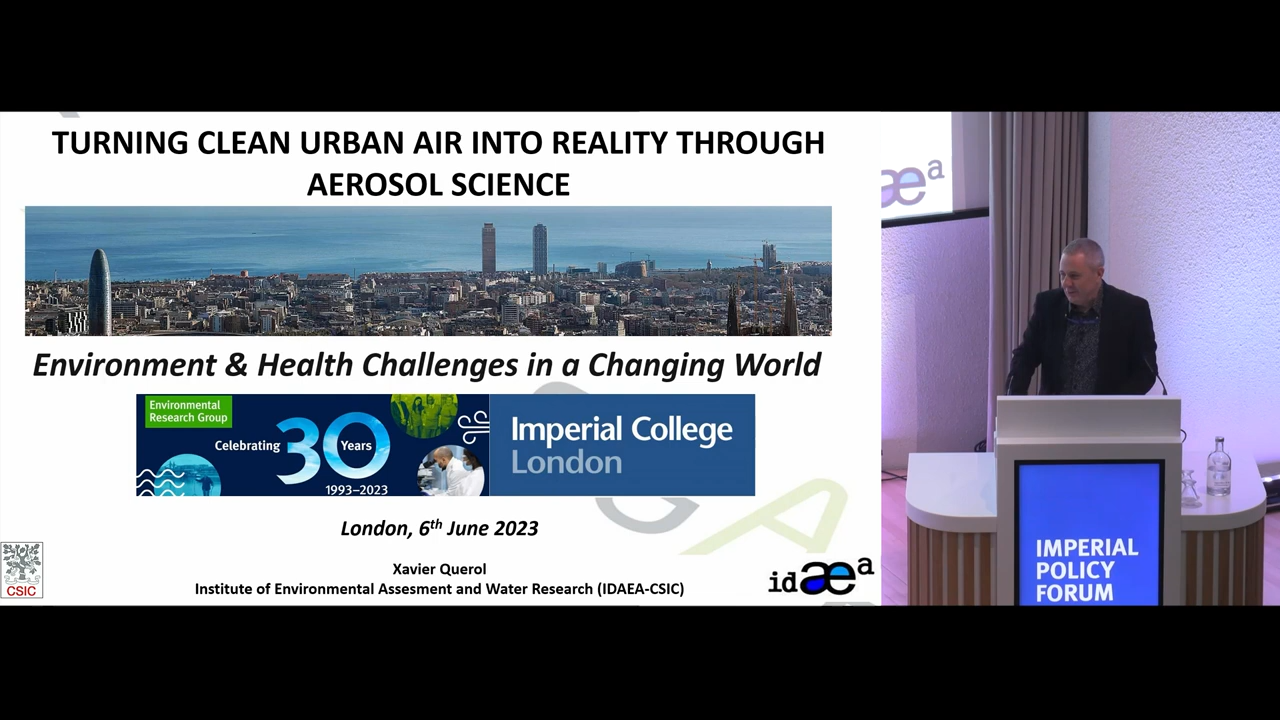 TURNING CLEAN URBAN AIR INTO REALITY THROUGH
AEROSOL SCIENCE
Environment & Health Challenges in a Changing World
Environmental
Research Group
Celebrating 30 Years
1993–2023
Imperial College
London
London, 6th June 2023
Xavier Querol
Institute of Environmental Assesment and Water Research (IDAEA-CSIC)
CSIC
idæa
æa
IMPERIAL
POLICY
FORUM